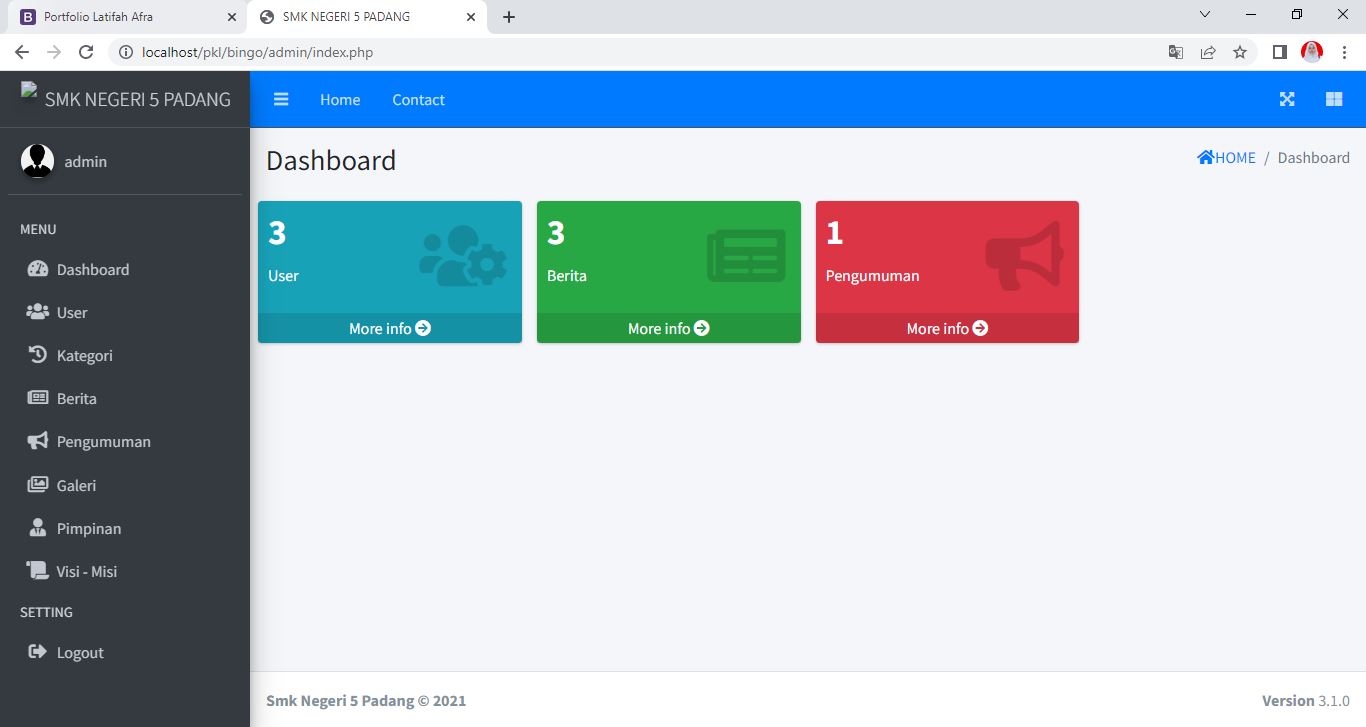 Portfolio Latifah Afra
SMK NEGERI 5 PADANG
localhost/pkl/bingo/admin/index.php
SMK NEGERI 5 PADANG
Home
Contact
admin
Dashboard
HOME / Dashboard
MENU
Dashboard
User
Kategori
Berita
Pengumuman
Galeri
Pimpinan
Visi - Misi
SETTING
Logout
3
User
More info
3
Berita
More info
1
Pengumuman
More info
Smk Negeri 5 Padang © 2021
Version 3.1.0